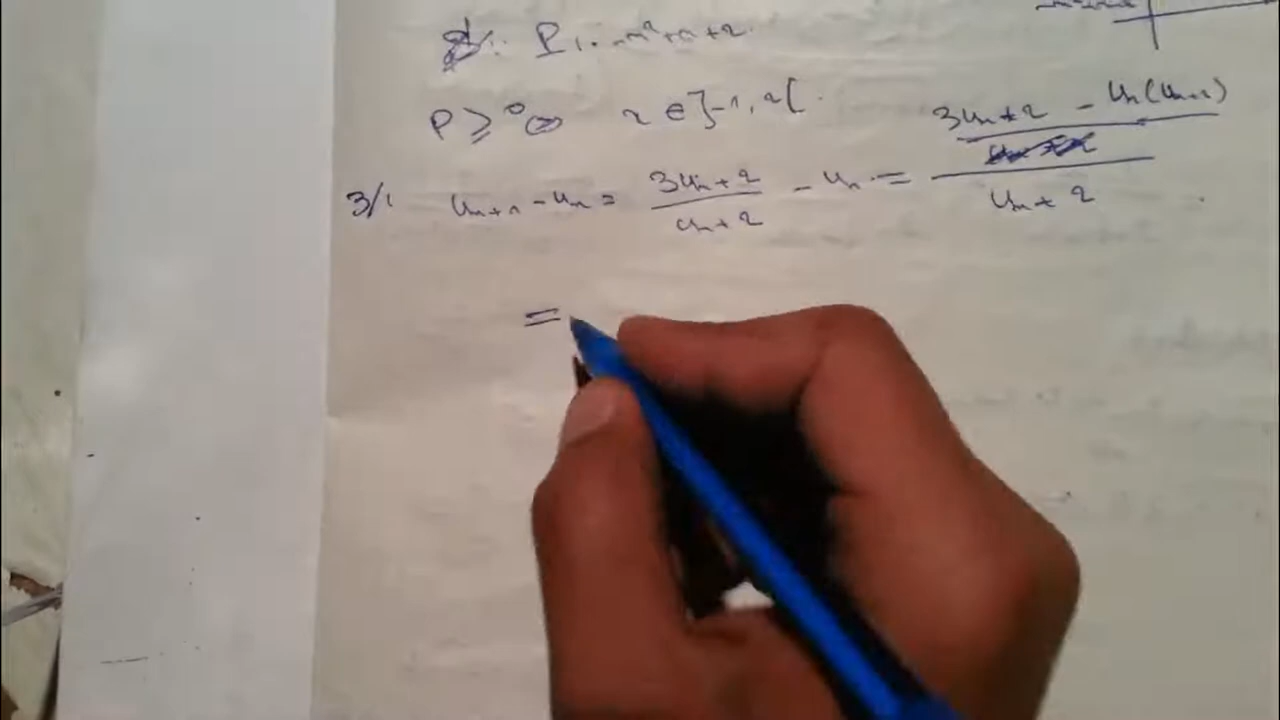 P
P ≥ 0 x ∈ ]-1, 2[
3/ Un+1 - Un = (3Un + 2)/(Un + 2) - Un = (3Un + 2 - Un(Un+2))/(Un + 2)
=